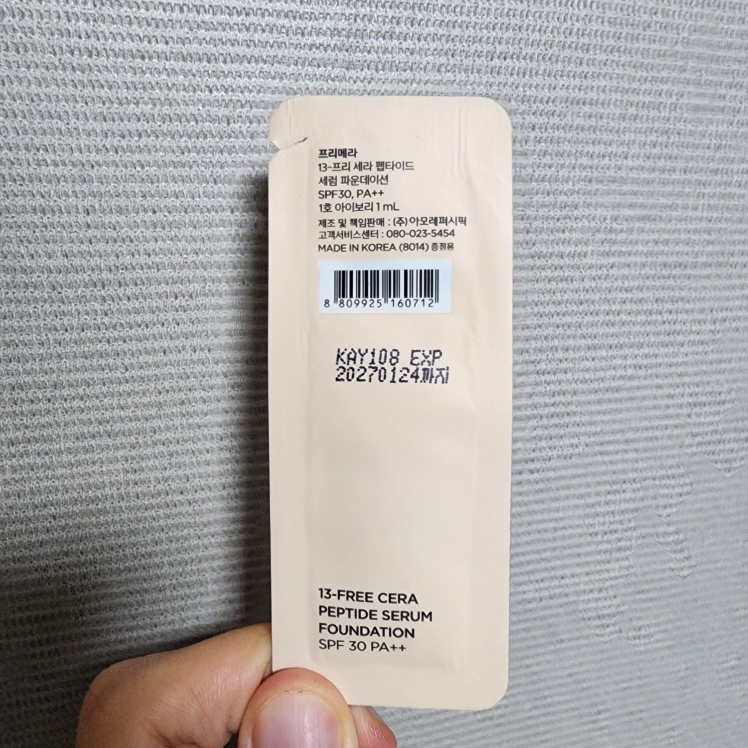 프리메라
13-프리 세라 펩타이드
세럼 파운데이션
SPF30, PA++
1호 아이보리 1 mL
제조 및 책임판매 : (주)아모레퍼시픽
고객서비스센터 : 080-023-5454
MADE IN KOREA (8014) 증정용
8 809925 160712
KAY108 EXP
20270124까지
13-FREE CERA
PEPTIDE SERUM
FOUNDATION
SPF 30 PA++